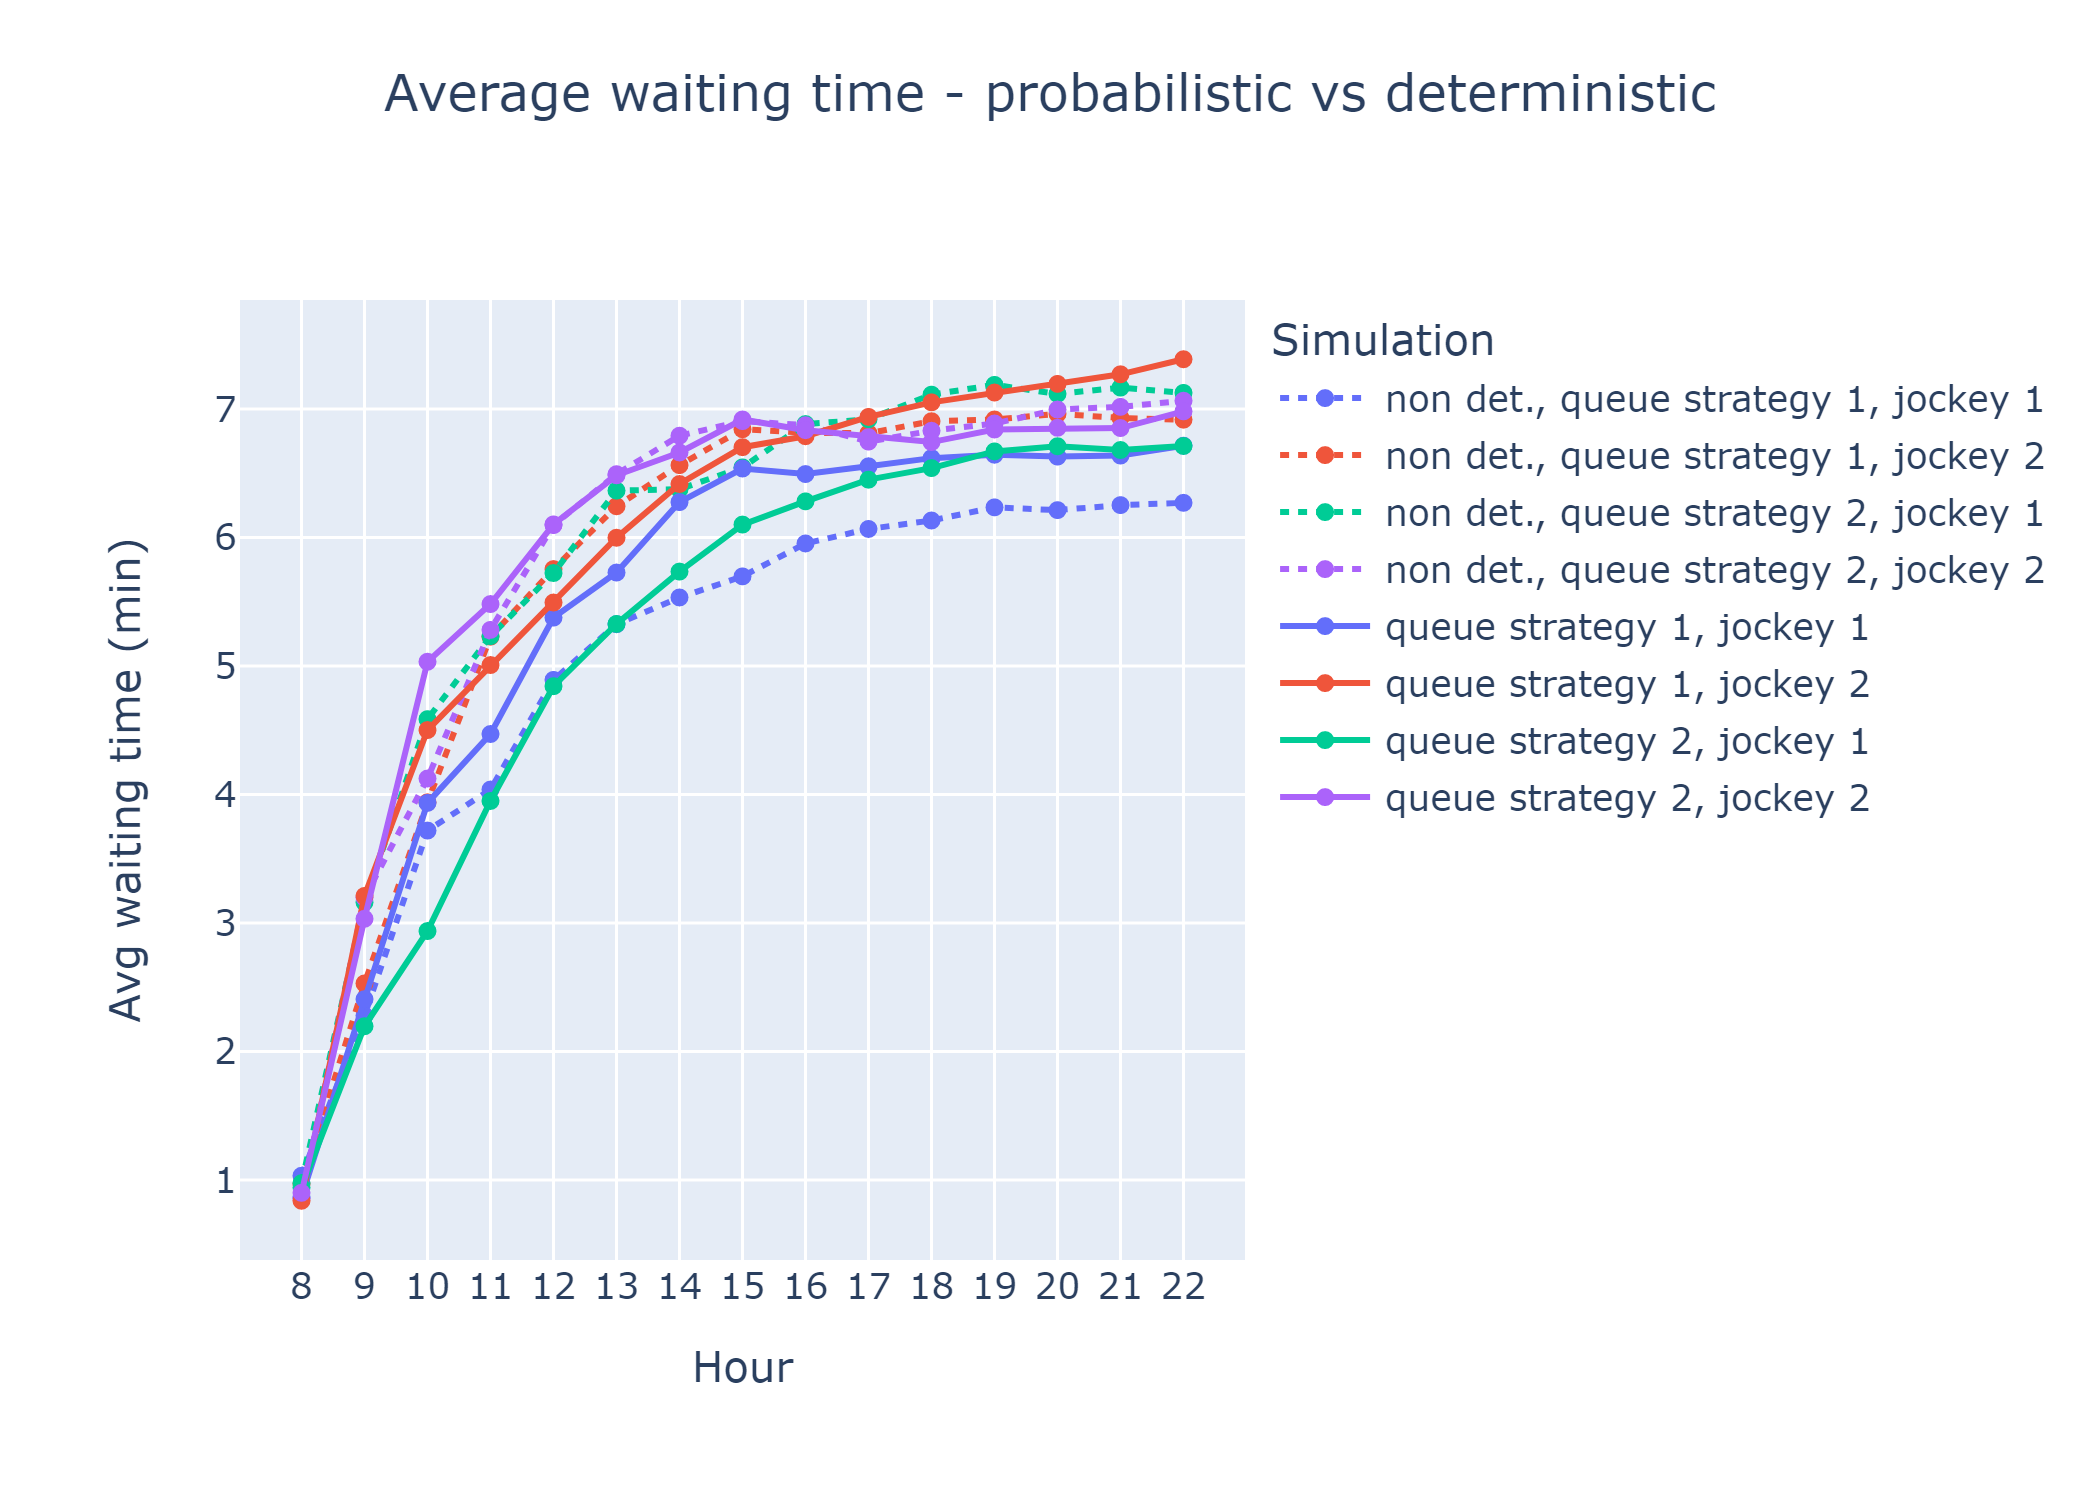 Average waiting time - probabilistic vs deterministic
Simulation
non det., queue strategy 1, jockey 1
non det., queue strategy 1, jockey 2
non det., queue strategy 2, jockey 1
non det., queue strategy 2, jockey 2
queue strategy 1, jockey 1
queue strategy 1, jockey 2
queue strategy 2, jockey 1
queue strategy 2, jockey 2
Avg waiting time (min)
7
6
5
4
3
2
1
8 9 10 11 12 13 14 15 16 17 18 19 20 21 22
Hour